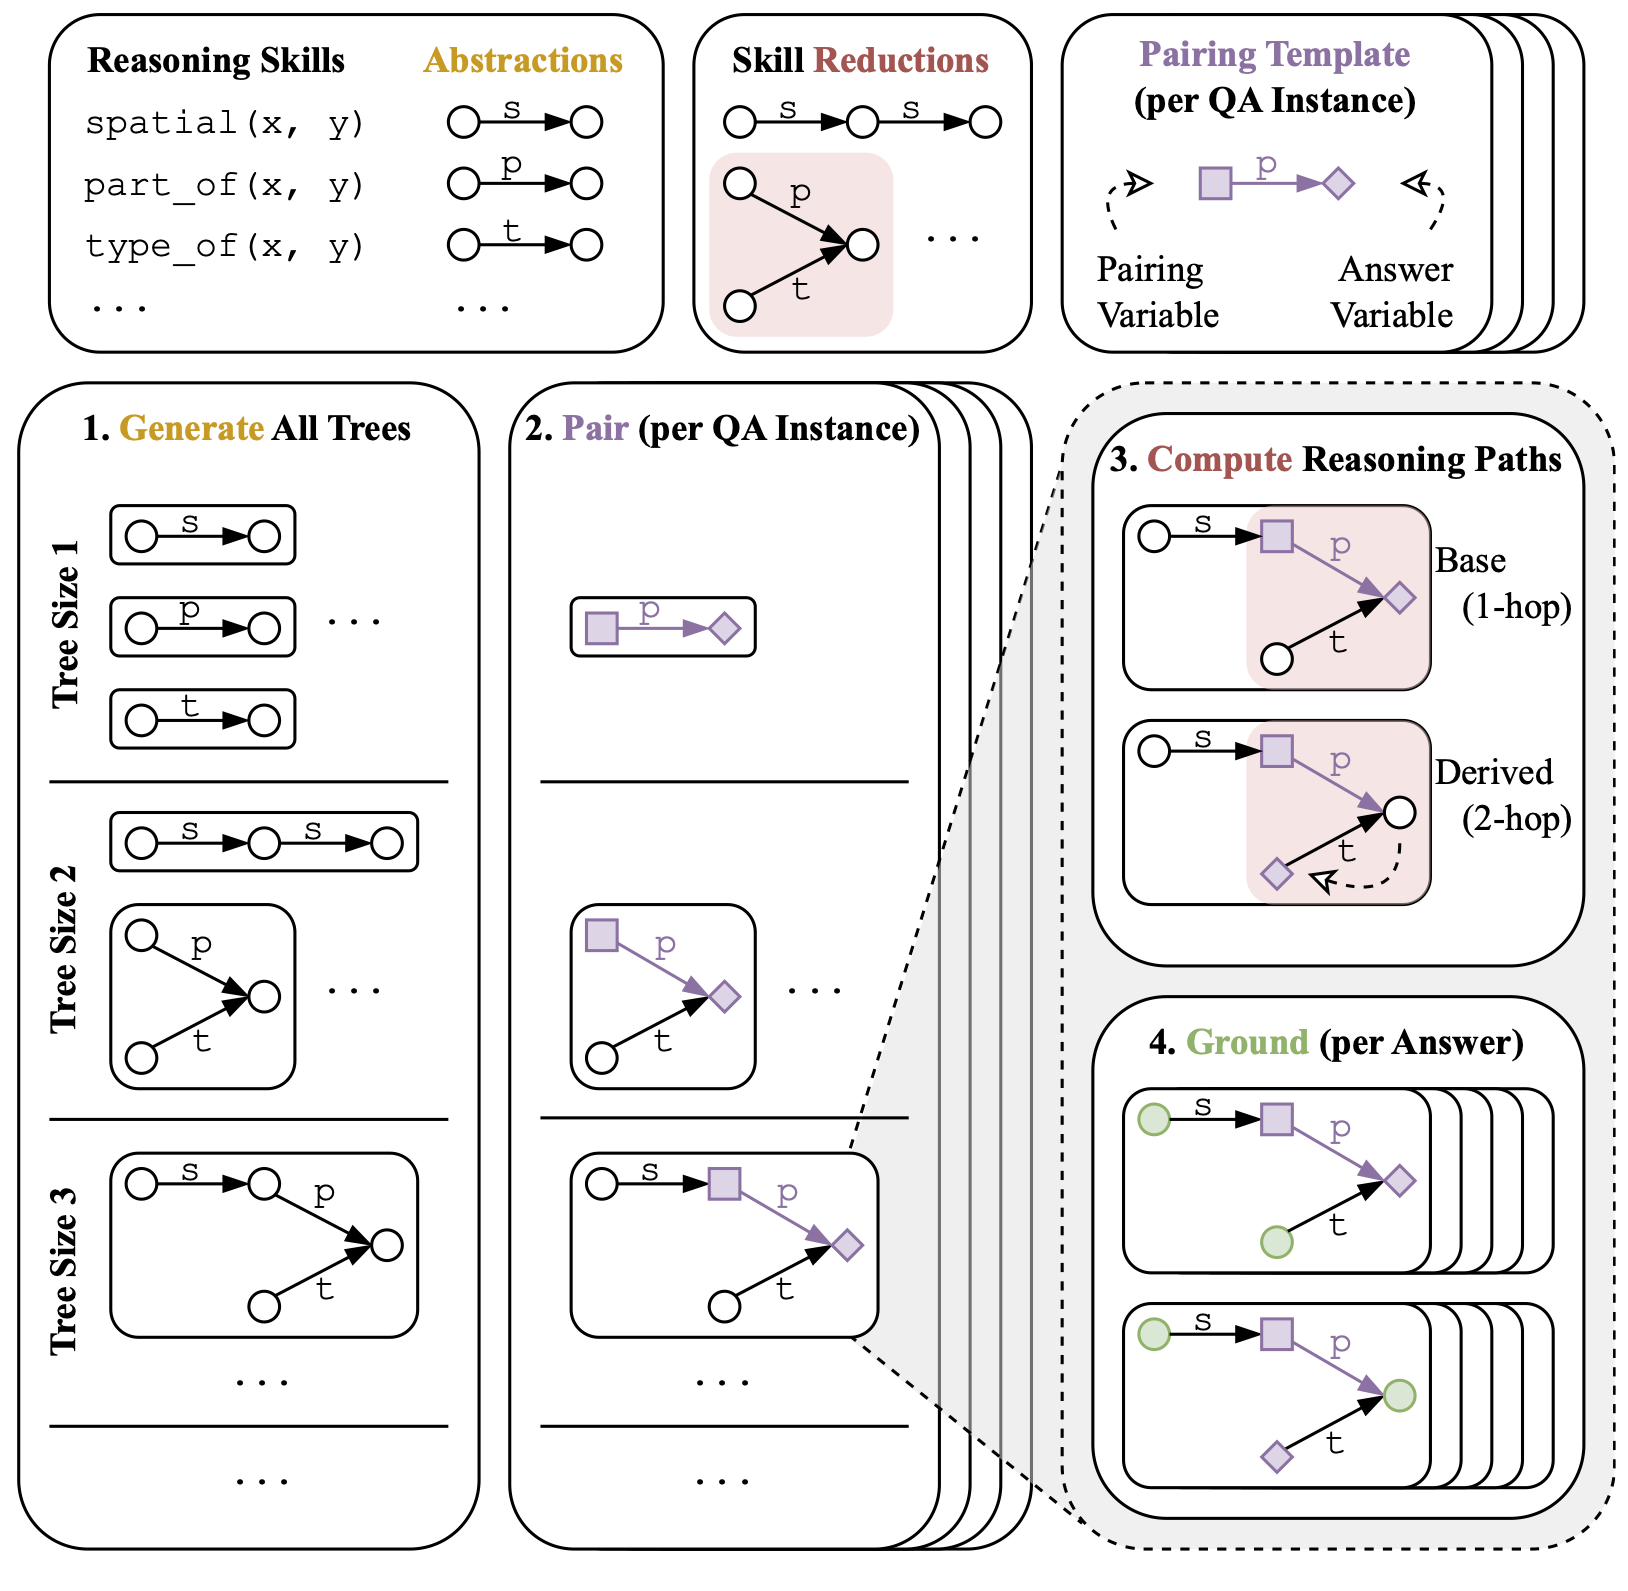 Reasoning Skills Abstractions
spatial(x, y) s
part_of(x, y) p
type_of(x, y) t
... ...
Skill Reductions
s s
p
t
...
Pairing Template
(per QA Instance)
p
Pairing Answer
Variable Variable
1. Generate All Trees
Tree Size 1
s
p
...
t
Tree Size 2
s s
p
...
t
Tree Size 3
s
p
t
...
...
2. Pair (per QA Instance)
p
p
...
t
s
p
t
...
...
3. Compute Reasoning Paths
s
p
t
Base
(1-hop)
s
p
t
Derived
(2-hop)
4. Ground (per Answer)
s
p
t
s
p
t